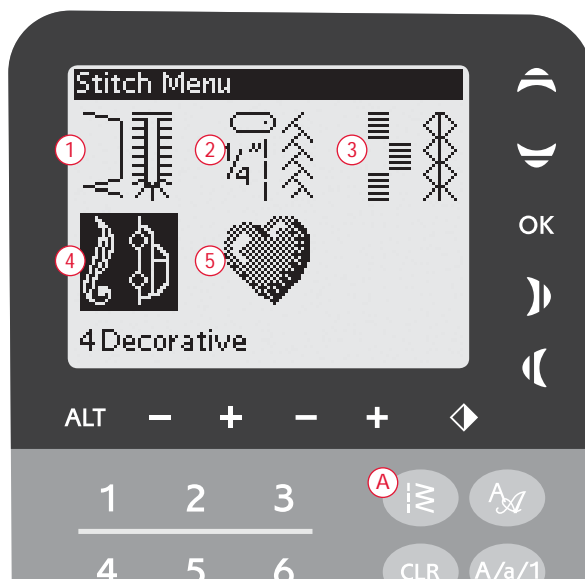 Stitch Menu
1
2
1/4"
3
4
5
4 Decorative
OK
ALT - + - +
A
1 2 3
A
4 5 6 CLR A/a/1